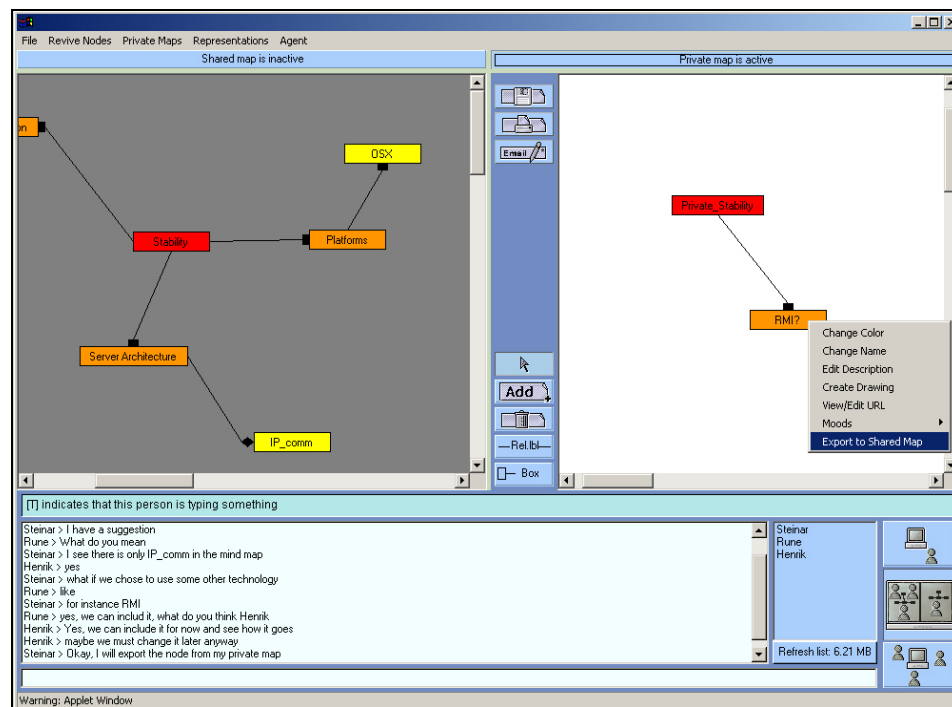 File Revive Nodes Private Maps Representations Agent
Shared map is inactive
Private map is active
on
OSX
Stability
Platforms
Server Architecture
IP_comm
Email
Add
Rel.lbl
Box
Private_Stability
RMI?
Change Color
Change Name
Edit Description
Create Drawing
View/Edit URL
Moods
Export to Shared Map
[T] indicates that this person is typing something
Steinar > I have a suggestion
Rune > What do you mean
Steinar > I see there is only IP_comm in the mind map
Henrik > yes
Steinar > what if we chose to use some other technology
Rune > like
Steinar > for instance RMI
Rune > yes, we can includ it, what do you think Henrik
Henrik > Yes, we can include it for now and see how it goes
Henrik > maybe we must change it later anyway
Steinar > Okay, I will export the node from my private map
Steinar
Rune
Henrik
Refresh list: 6.21 MB
Warning: Applet Window